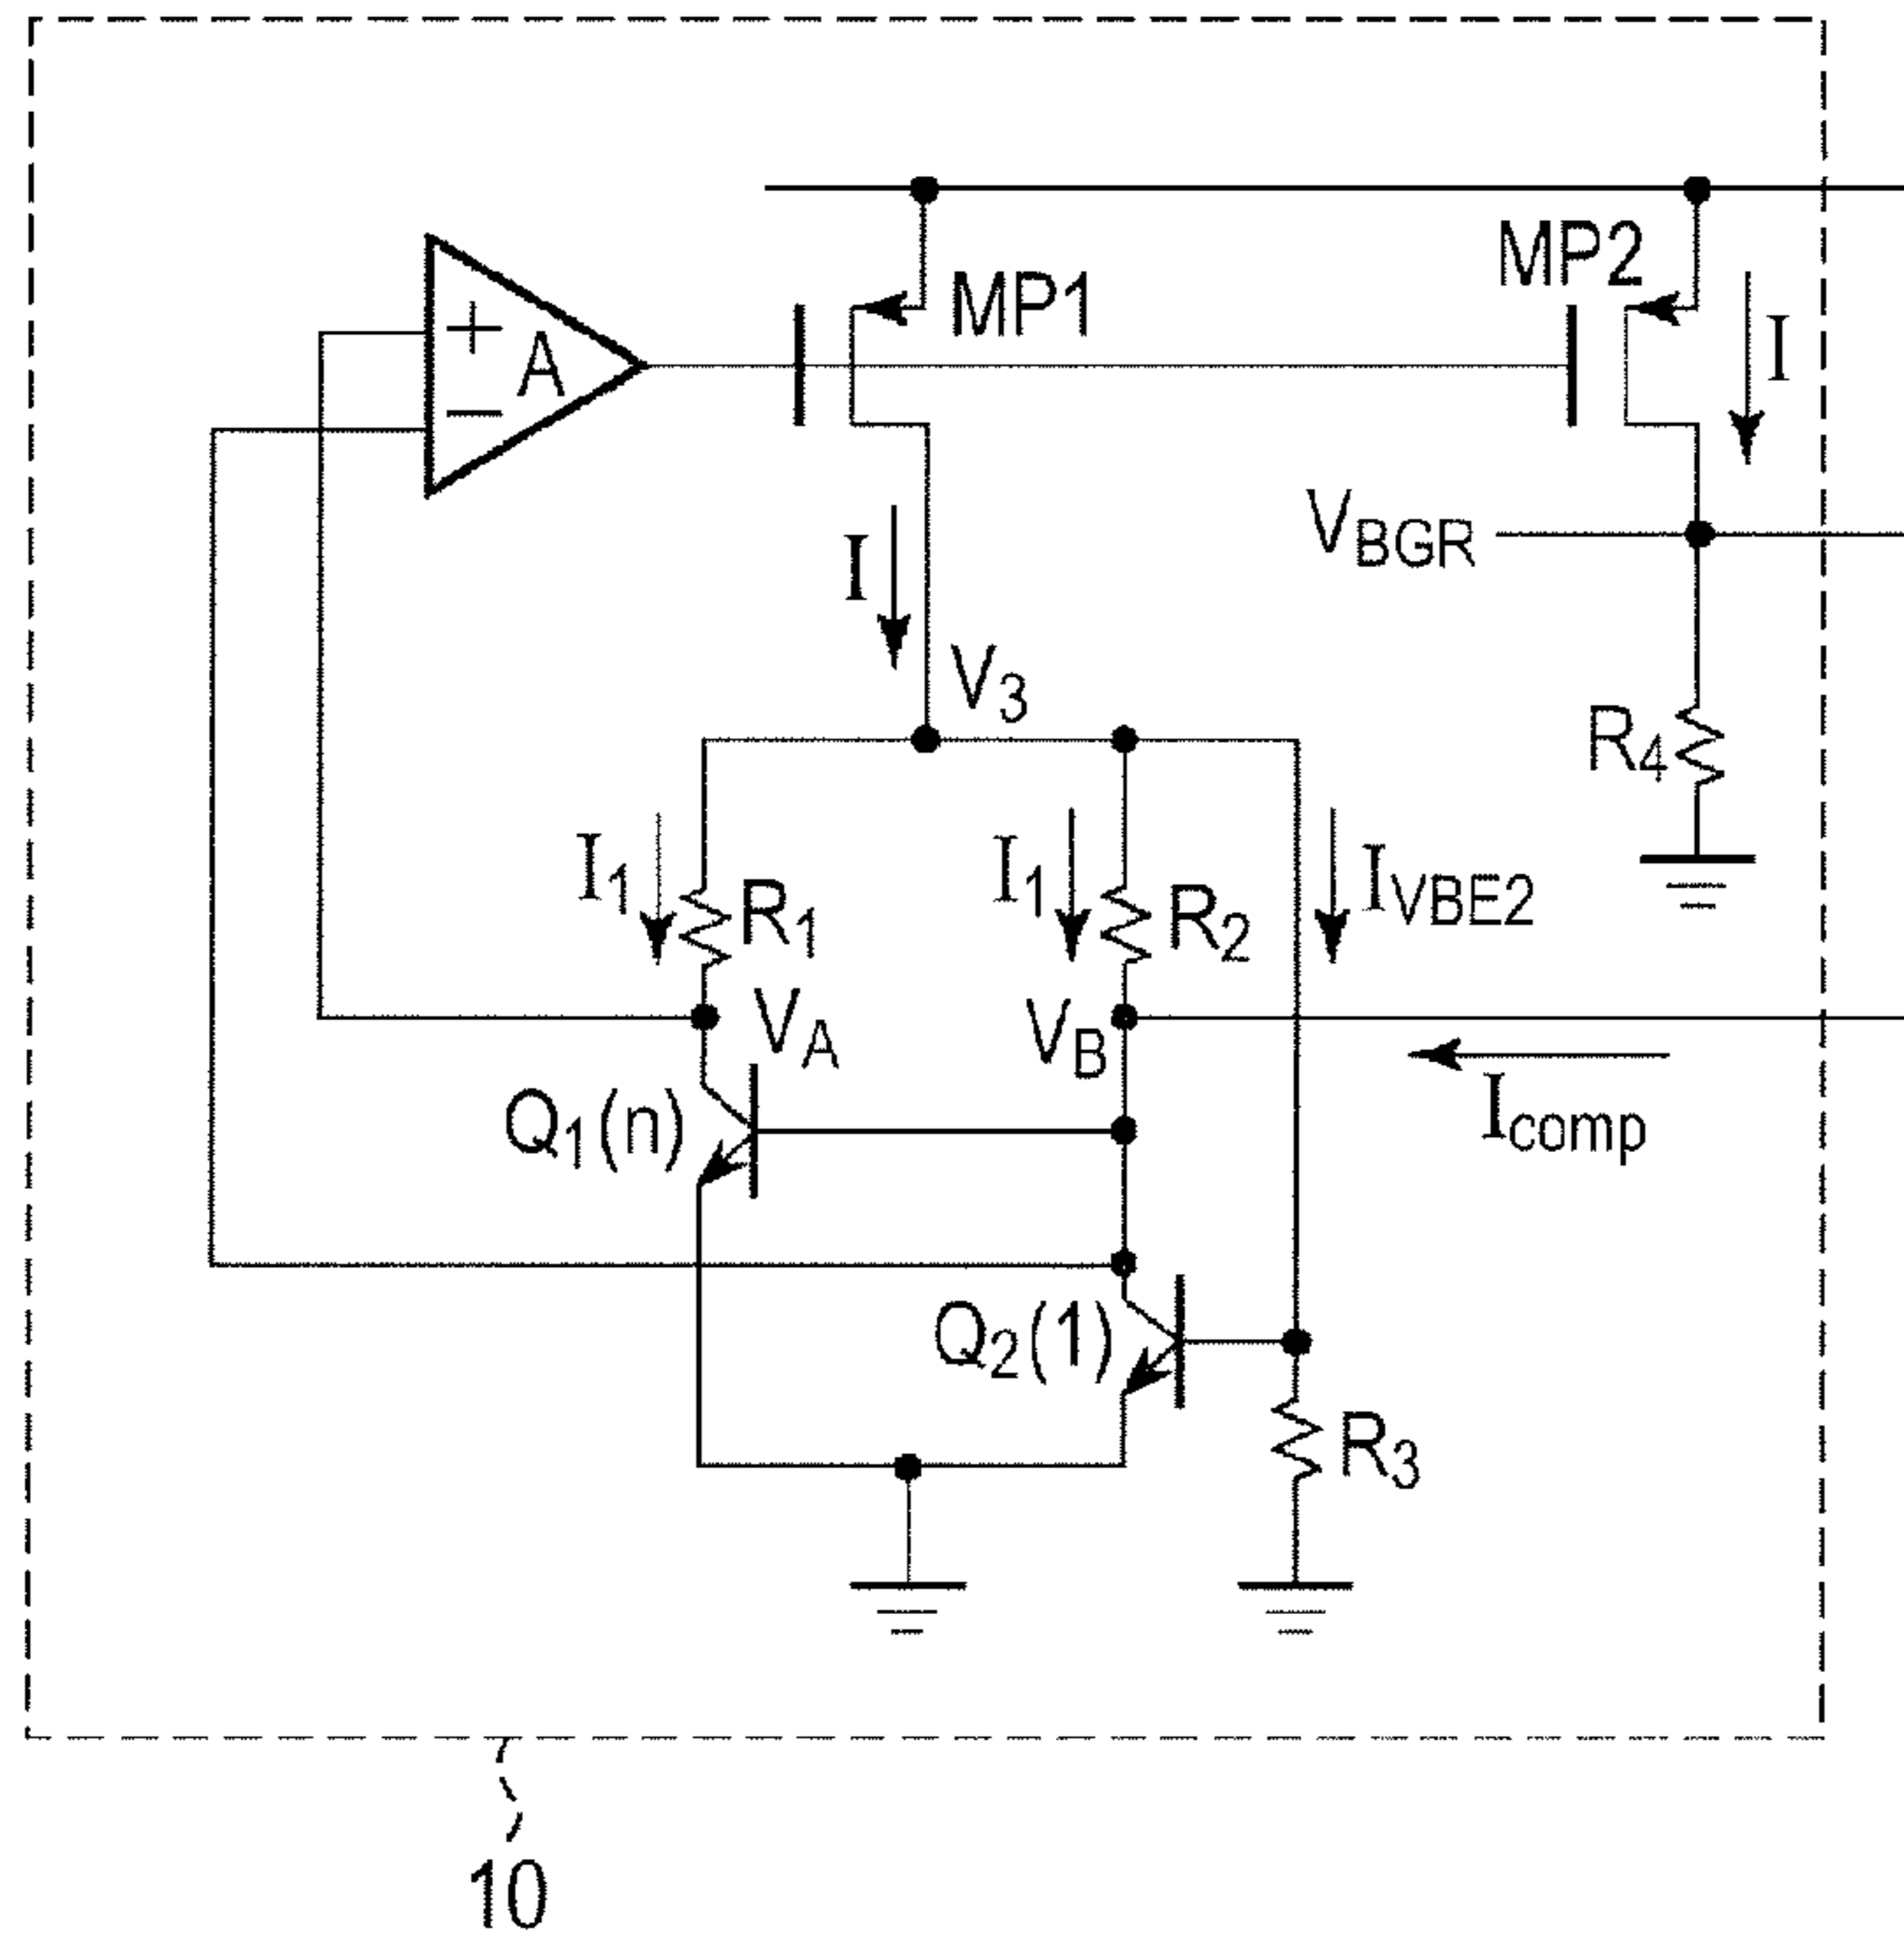 MP2
MP1
+
A
−
I
V_BGR
I
V_3
R_4
I_1
R_1
I_1
R_2
I_VBE2
V_A
V_B
Q_1(n)
I_comp
Q_2(1)
R_3
10